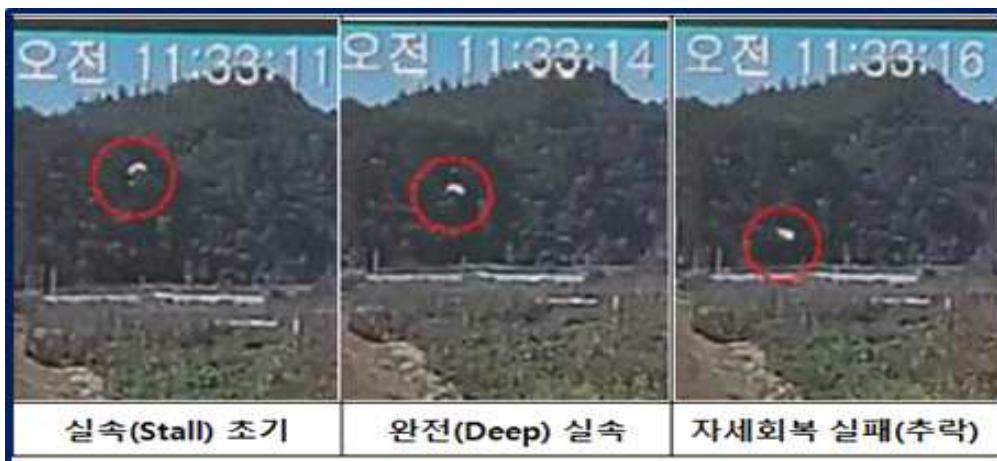 오전 11:33:11
오전 11:33:14
오전 11:33:16
실속(Stall) 초기
완전(Deep) 실속
자세회복 실패(추락)